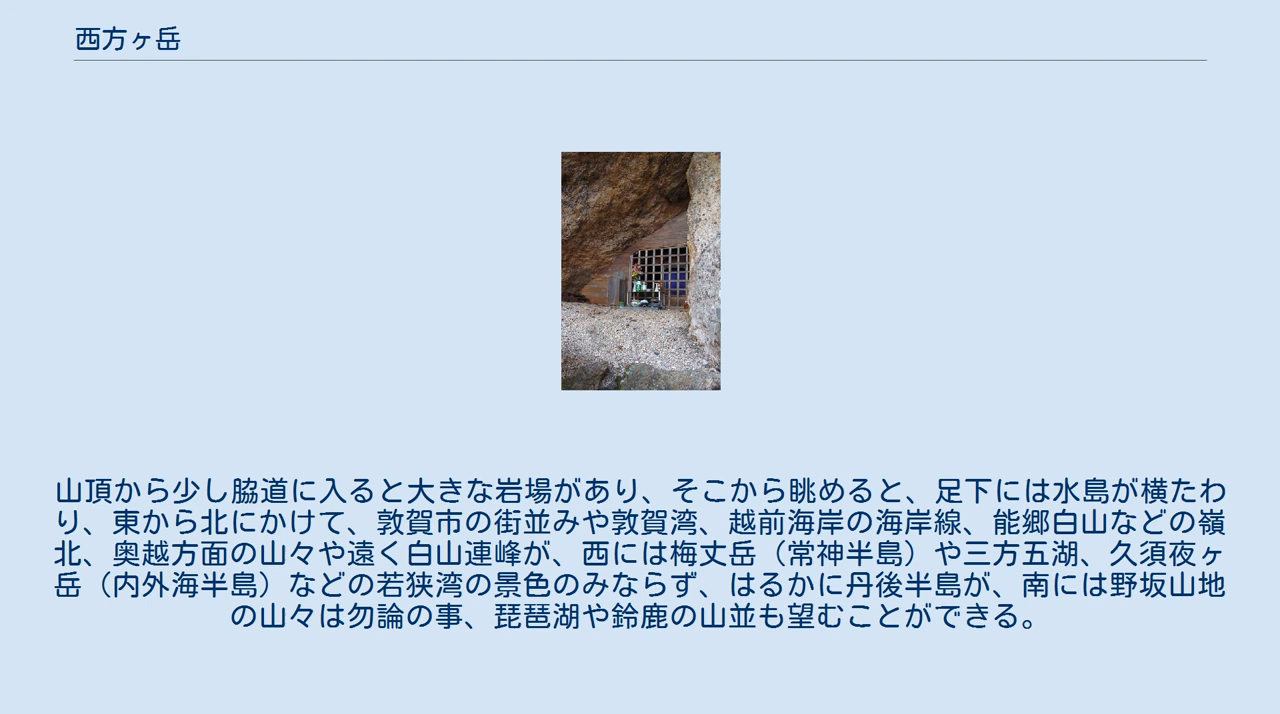 西方ヶ岳
山頂から少し脇道に入ると大きな岩場があり、そこから眺めると、足下には水島が横たわ
り、東から北にかけて、敦賀市の街並みや敦賀湾、越前海岸の海岸線、能郷白山などの嶺
北、奥越方面の山々や遠く白山連峰が、西には梅丈岳（常神半島）や三方五湖、久須夜ヶ
岳（内外海半島）などの若狭湾の景色のみならず、はるかに丹後半島が、南には野坂山地
の山々は勿論の事、琵琶湖や鈴鹿の山並も望むことができる。